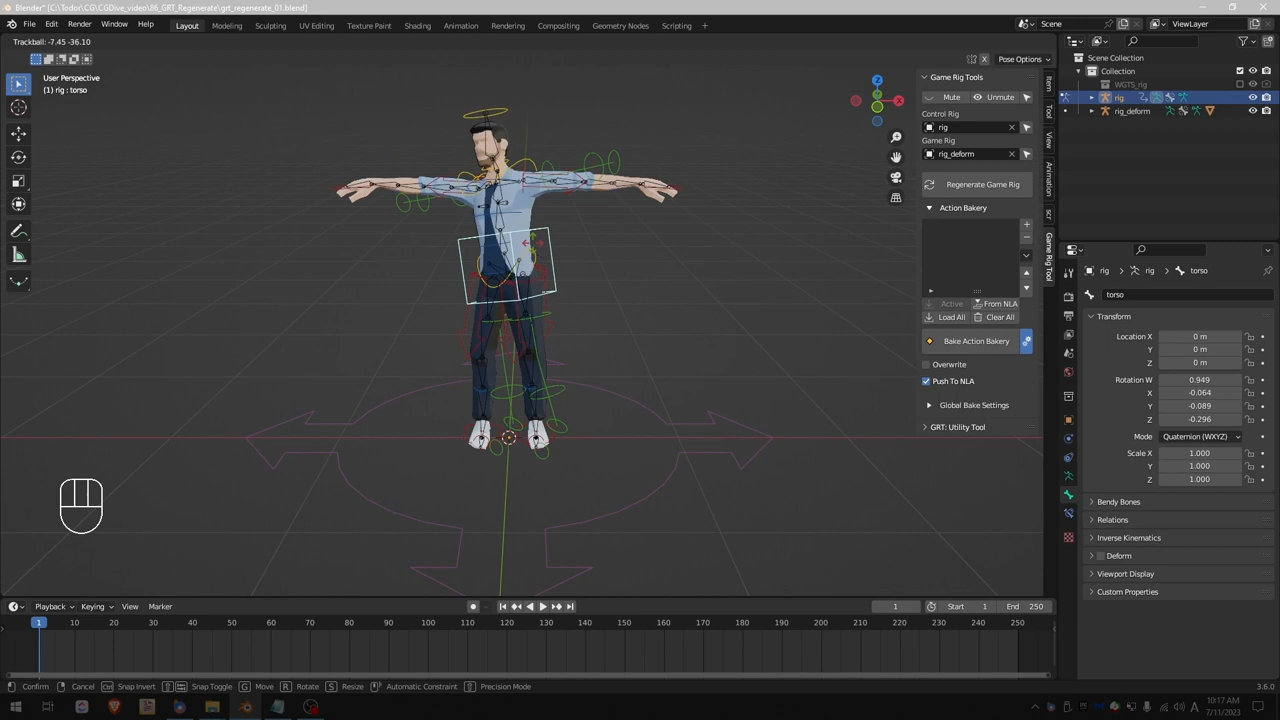 Blender* [C:\Todor\CG\CGDive_video\86_GRT_Regenerate\grt_regenerate_01.blend]
File Edit Render Window Help Layout Modeling Sculpting UV Editing Texture Paint Shading Animation Rendering Compositing Geometry Nodes Scripting + Scene ViewLayer
Trackball: -7.45 -36.10
X Pose Options
User Perspective
(1) rig : torso
Z
Y
X
Game Rig Tools
Mute Unmute
Control Rig
rig
Game Rig
rig_deform
Regenerate Game Rig
Action Bakery
Active From NLA
Load All Clear All
Bake Action Bakery
Overwrite
Push To NLA
Global Bake Settings
GRT: Utility Tool
Item
Tool
View
Animation
scr
Game Rig Tool
Scene Collection
Collection
WGTS_rig
rig
rig_deform
rig rig torso
torso
Transform
Location X 0 m
Y 0 m
Z 0 m
Rotation W 0.949
X -0.064
Y -0.089
Z -0.296
Mode Quaternion (WXYZ)
Scale X 1.000
Y 1.000
Z 1.000
Bendy Bones
Relations
Inverse Kinematics
Deform
Viewport Display
Custom Properties
Playback Keying View Marker 1 Start 1 End 250
1 10 20 30 40 50 60 70 80 90 100 110 120 130 140 150 160 170 180 190 200 210 220 230 240 250
Confirm Cancel Snap Invert Snap Toggle G Move R Rotate S Resize Automatic Constraint Precision Mode 3.6.0
10:17 AM
7/11/2023